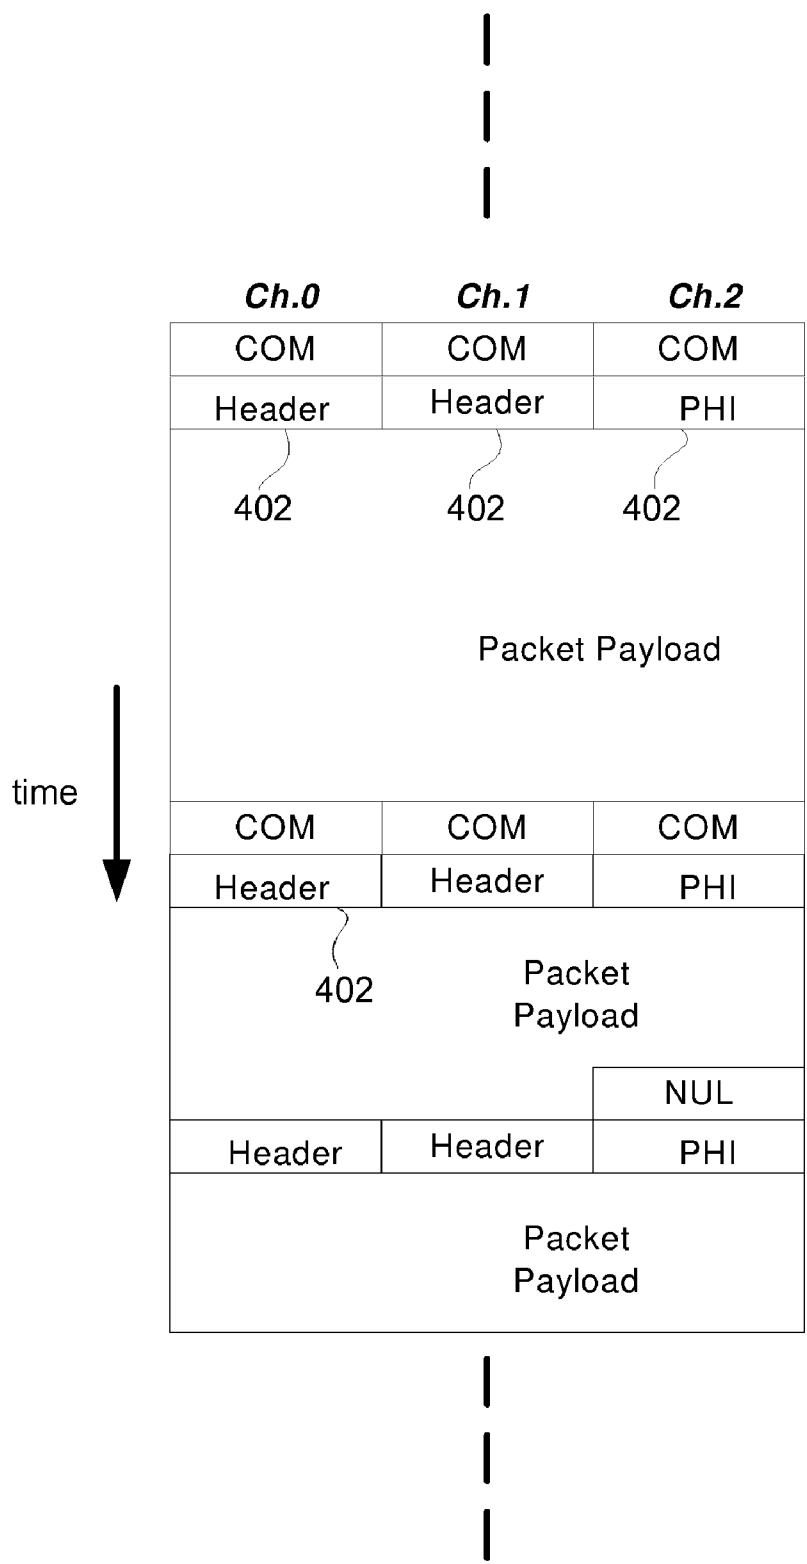 Ch.0 Ch.1 Ch.2
COM COM COM
Header Header PHI
402 402 402
Packet Payload
time
COM COM COM
Header Header PHI
402
Packet
Payload
NUL
Header Header PHI
Packet
Payload